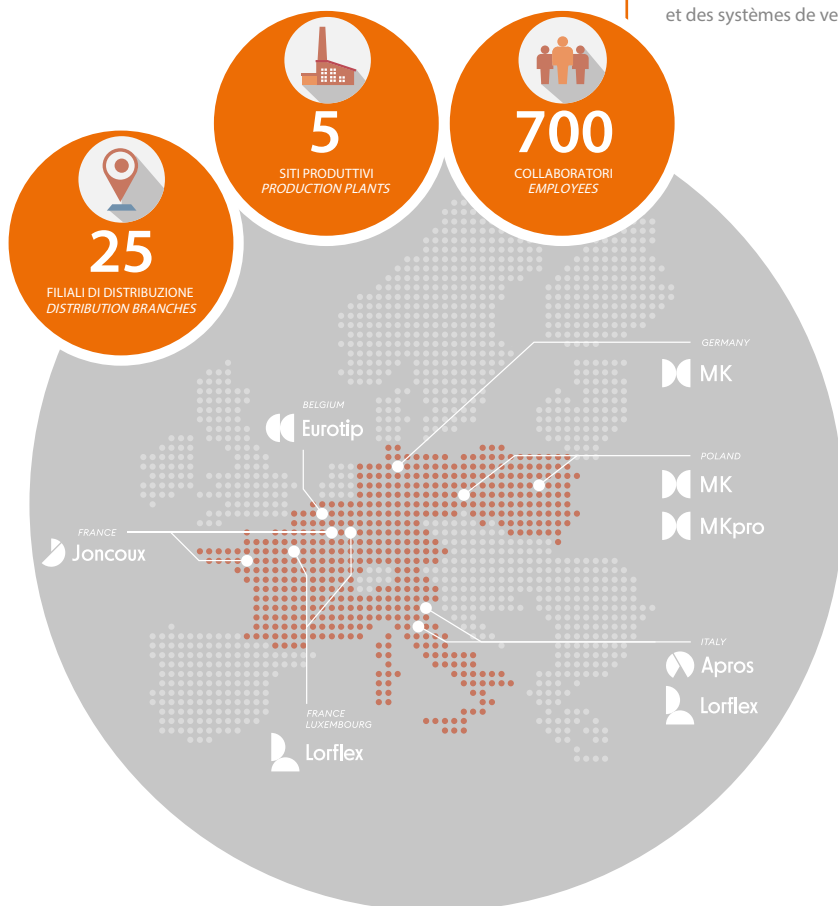 et des systèmes de ve
5
SITI PRODUTTIVI
PRODUCTION PLANTS
700
COLLABORATORI
EMPLOYEES
25
FILIALI DI DISTRIBUZIONE
DISTRIBUTION BRANCHES
GERMANY
MK
BELGIUM
Eurotip
POLAND
MK
MKpro
FRANCE
Joncoux
ITALY
Apros
Lorflex
FRANCE
LUXEMBOURG
Lorflex